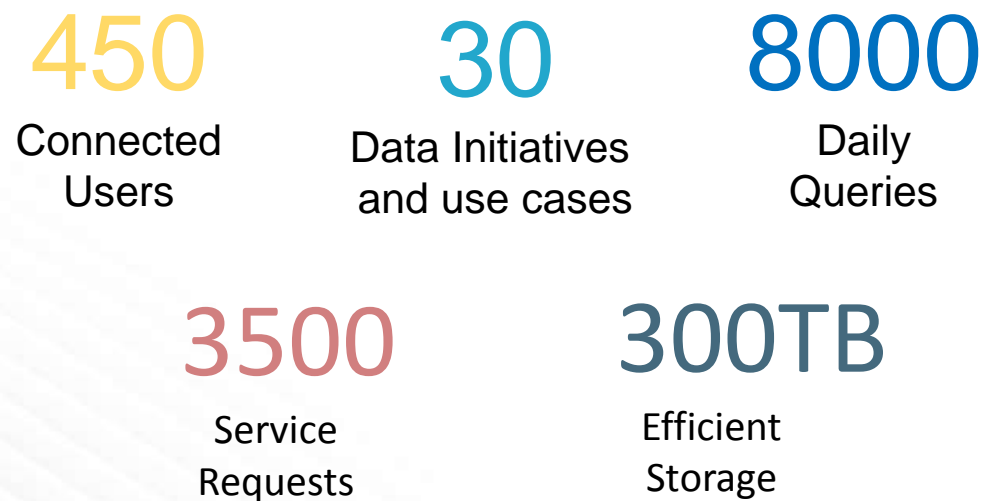 450
Connected
Users
30
Data Initiatives
and use cases
8000
Daily
Queries
3500
Service
Requests
300TB
Efficient
Storage